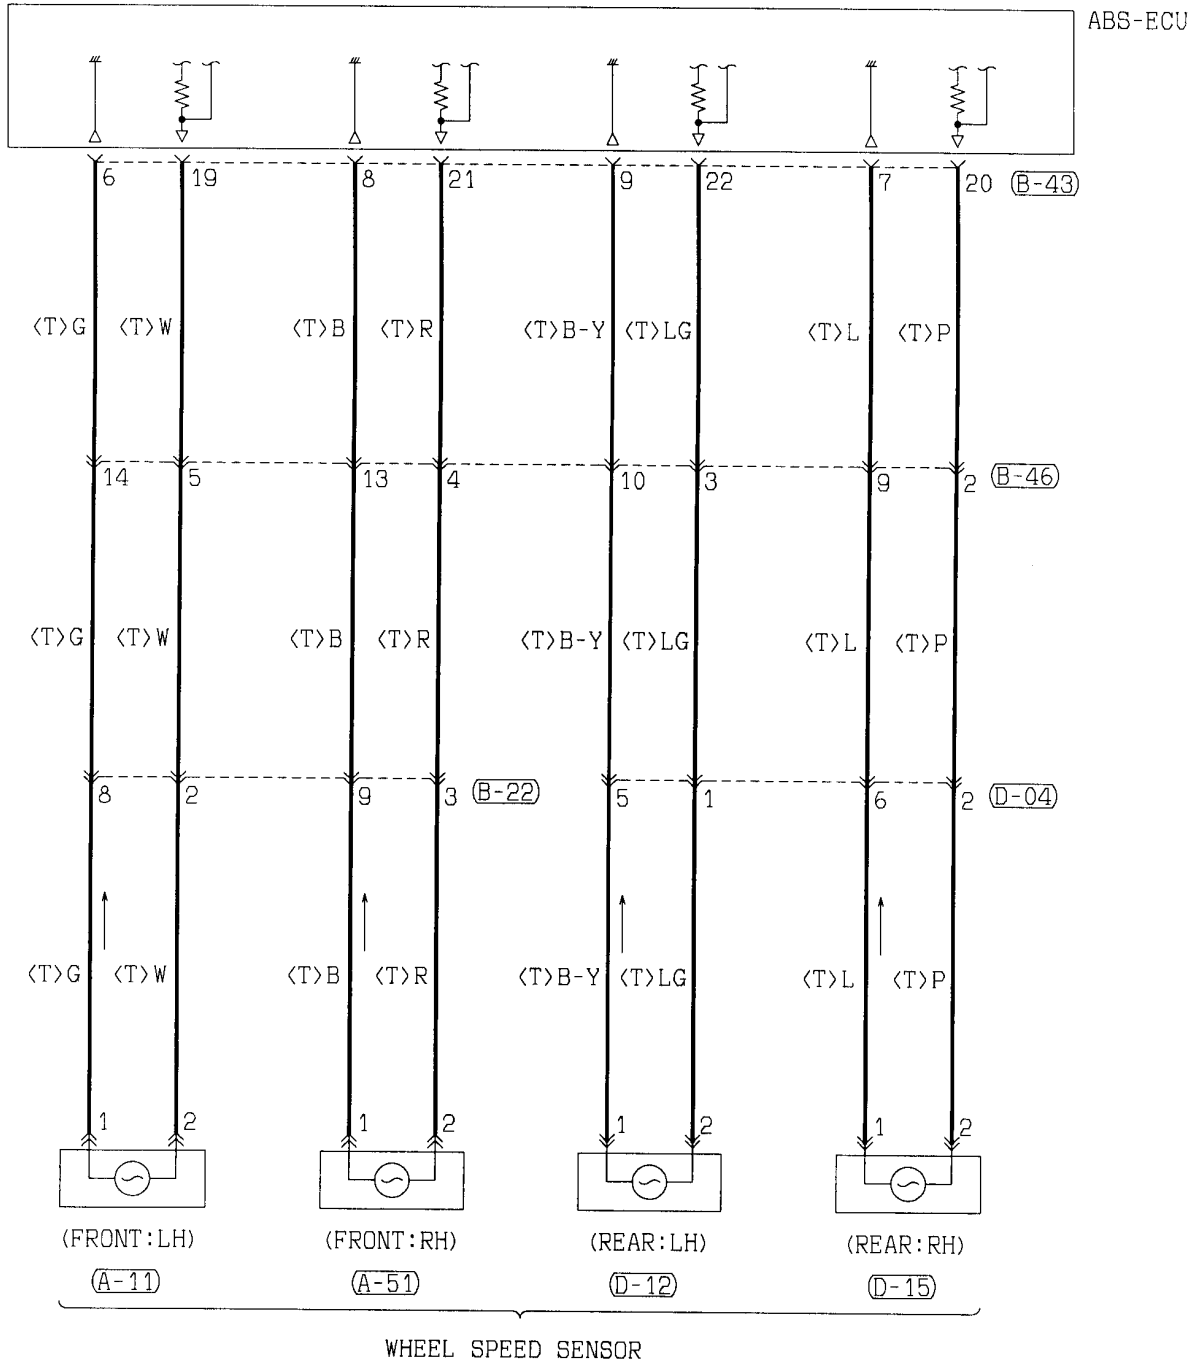 ABS-ECU
6 19 8 21 9 22 7 20 B-43
<T>G <T>W <T>B <T>R <T>B-Y <T>LG <T>L <T>P
14 5 13 4 10 3 9 2 B-46
<T>G <T>W <T>B <T>R <T>B-Y <T>LG <T>L <T>P
8 2 9 3 B-22 5 1 6 2 D-04
<T>G <T>W <T>B <T>R <T>B-Y <T>LG <T>L <T>P
1 2 1 2 1 2 1 2
(FRONT:LH) (FRONT:RH) (REAR:LH) (REAR:RH)
A-11 A-51 D-12 D-15
WHEEL SPEED SENSOR